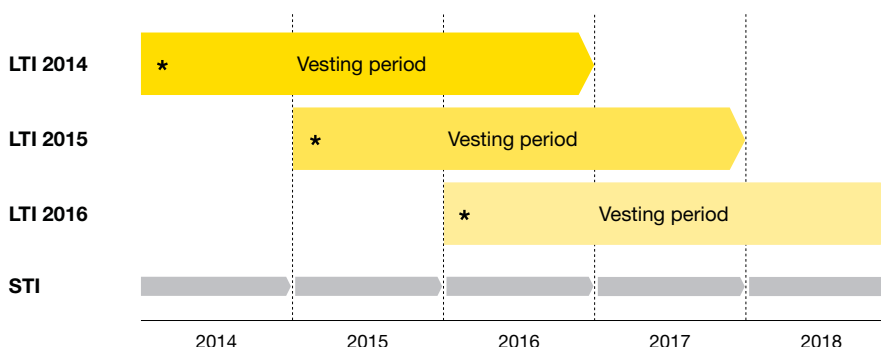 LTI 2014 * Vesting period
LTI 2015 * Vesting period
LTI 2016 * Vesting period
STI
2014 2015 2016 2017 2018